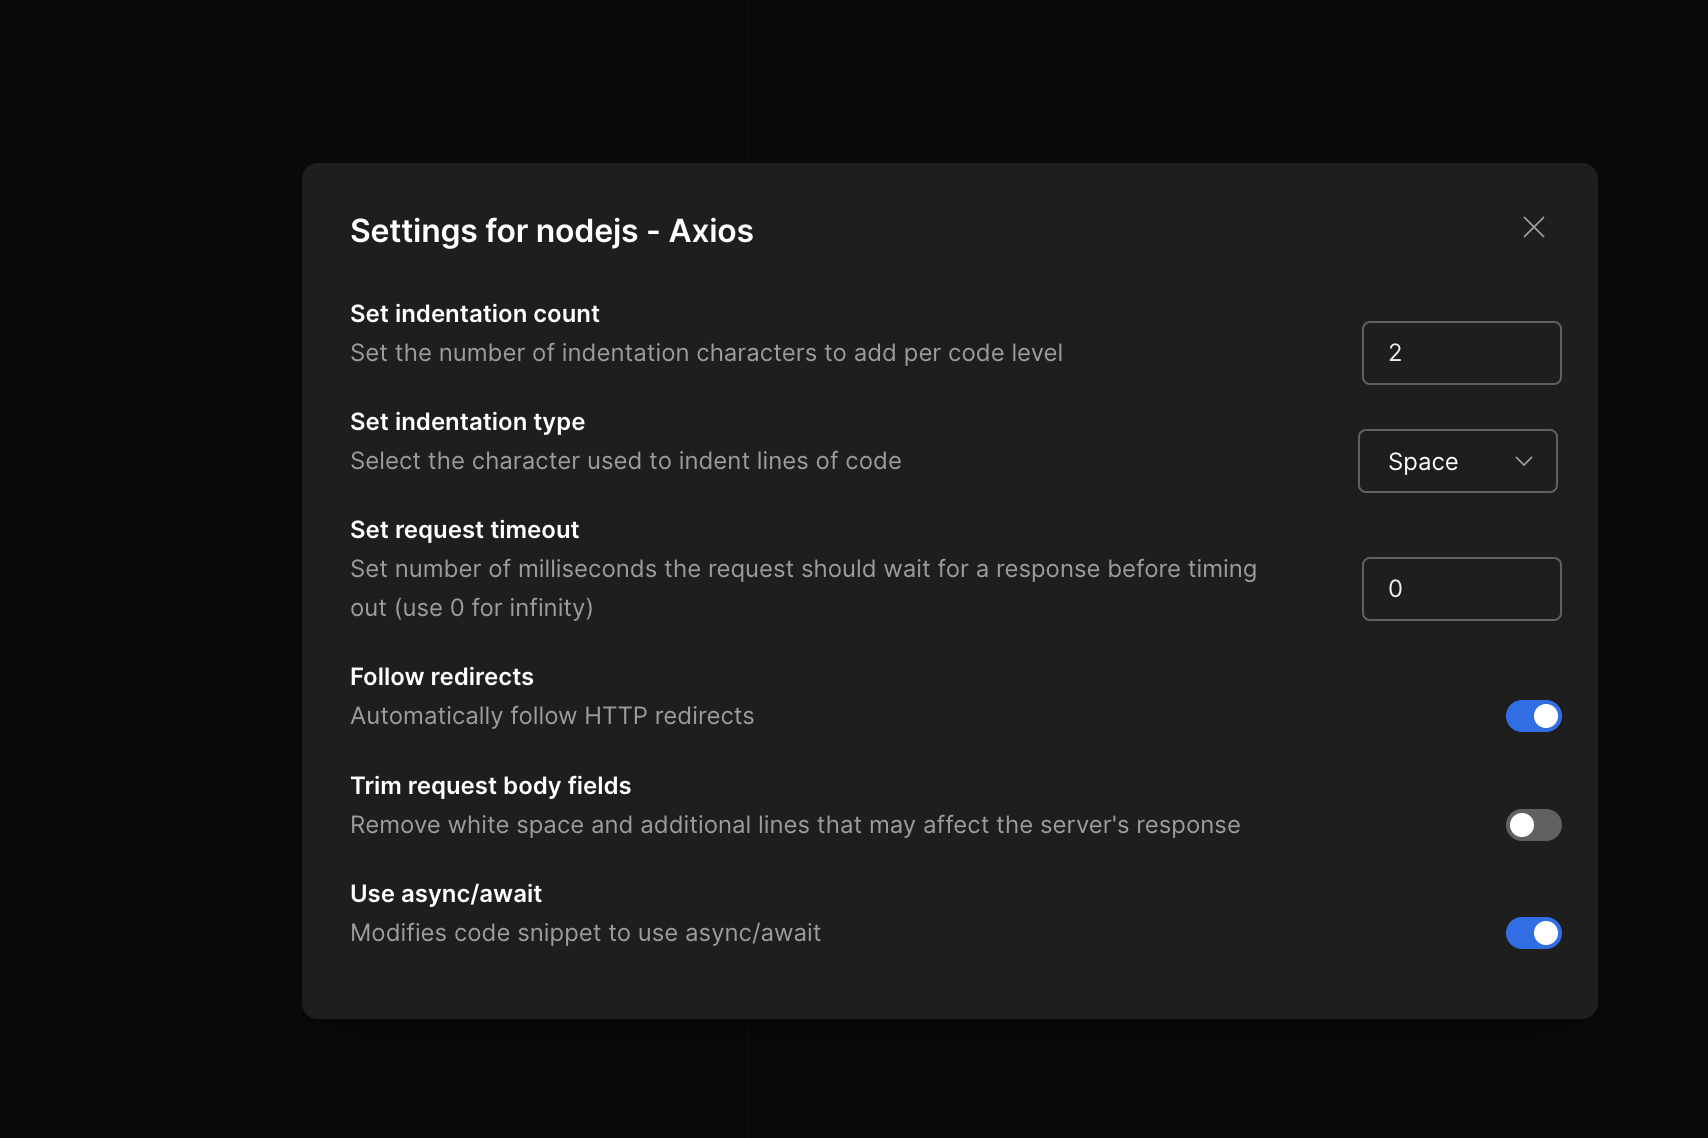 Settings for nodejs - Axios
Set indentation count
Set the number of indentation characters to add per code level
2
Set indentation type
Select the character used to indent lines of code
Space
Set request timeout
Set number of milliseconds the request should wait for a response before timing
out (use 0 for infinity)
0
Follow redirects
Automatically follow HTTP redirects
Trim request body fields
Remove white space and additional lines that may affect the server's response
Use async/await
Modifies code snippet to use async/await